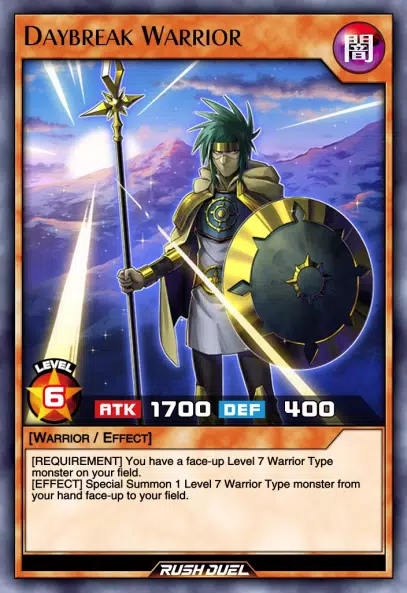 DAYBREAK WARRIOR
闇
LEVEL
6
ATK 1700 DEF 400
[WARRIOR / EFFECT]
[REQUIREMENT] You have a face-up Level 7 Warrior Type
monster on your field.
[EFFECT] Special Summon 1 Level 7 Warrior Type monster from
your hand face-up to your field.
RUSH DUEL